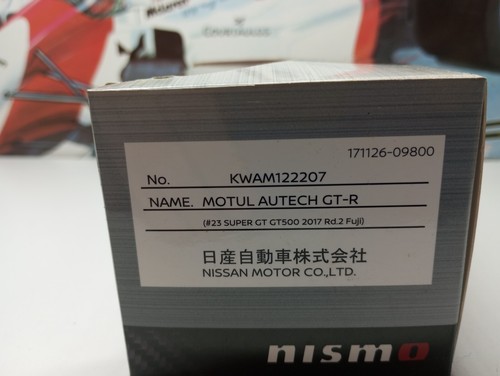 171126-09800
No. KWAM122207
NAME. MOTUL AUTECH GT-R
(#23 SUPER GT GT500 2017 Rd.2 Fuji)
日産自動車株式会社
NISSAN MOTOR CO.,LTD.
nismo